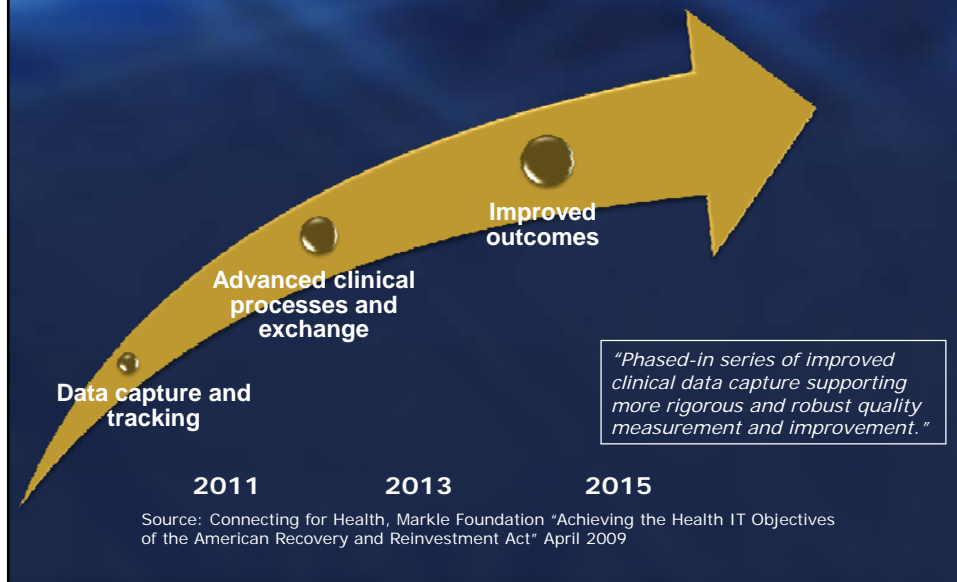 Improved
outcomes
Advanced clinical
processes and
exchange
Data capture and
tracking
"Phased-in series of improved
clinical data capture supporting
more rigorous and robust quality
measurement and improvement."
2011 2013 2015
Source: Connecting for Health, Markle Foundation "Achieving the Health IT Objectives
of the American Recovery and Reinvestment Act" April 2009